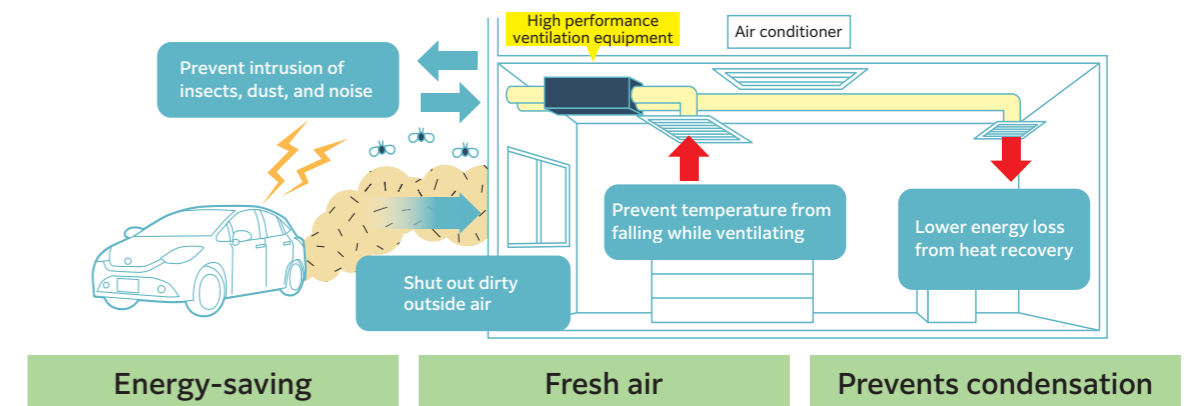 High performance
ventilation equipment
Air conditioner
Prevent intrusion of
insects, dust, and noise
Prevent temperature from
falling while ventilating
Lower energy loss
from heat recovery
Shut out dirty
outside air
Energy-saving
Fresh air
Prevents condensation